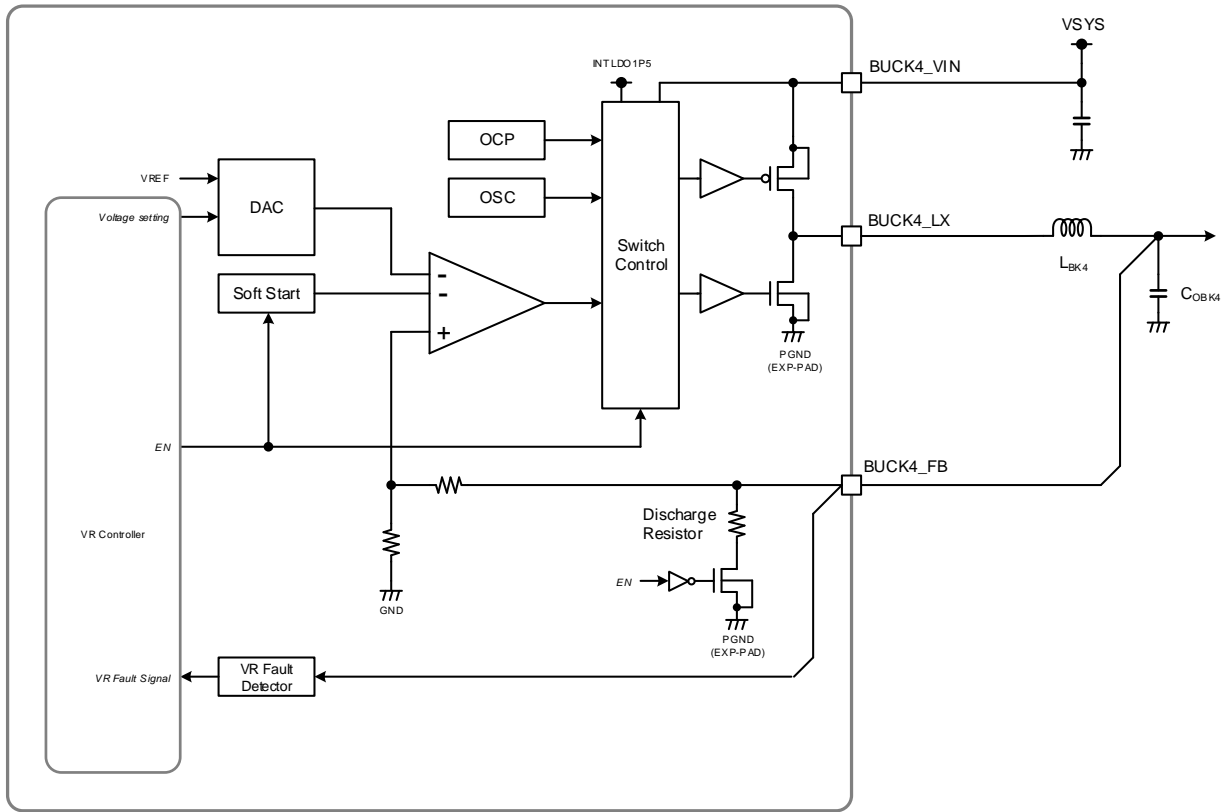 VSYS
INTLDO1P5
BUCK4_VIN
OCP
VREF
DAC
OSC
Voltage setting
BUCK4_LX
Switch
Control
LBK4
-
Soft Start
-
COBK4
+
PGND
(EXP-PAD)
EN
BUCK4_FB
Discharge
Resistor
VR Controller
EN
GND
PGND
(EXP-PAD)
VR Fault Signal
VR Fault
Detector